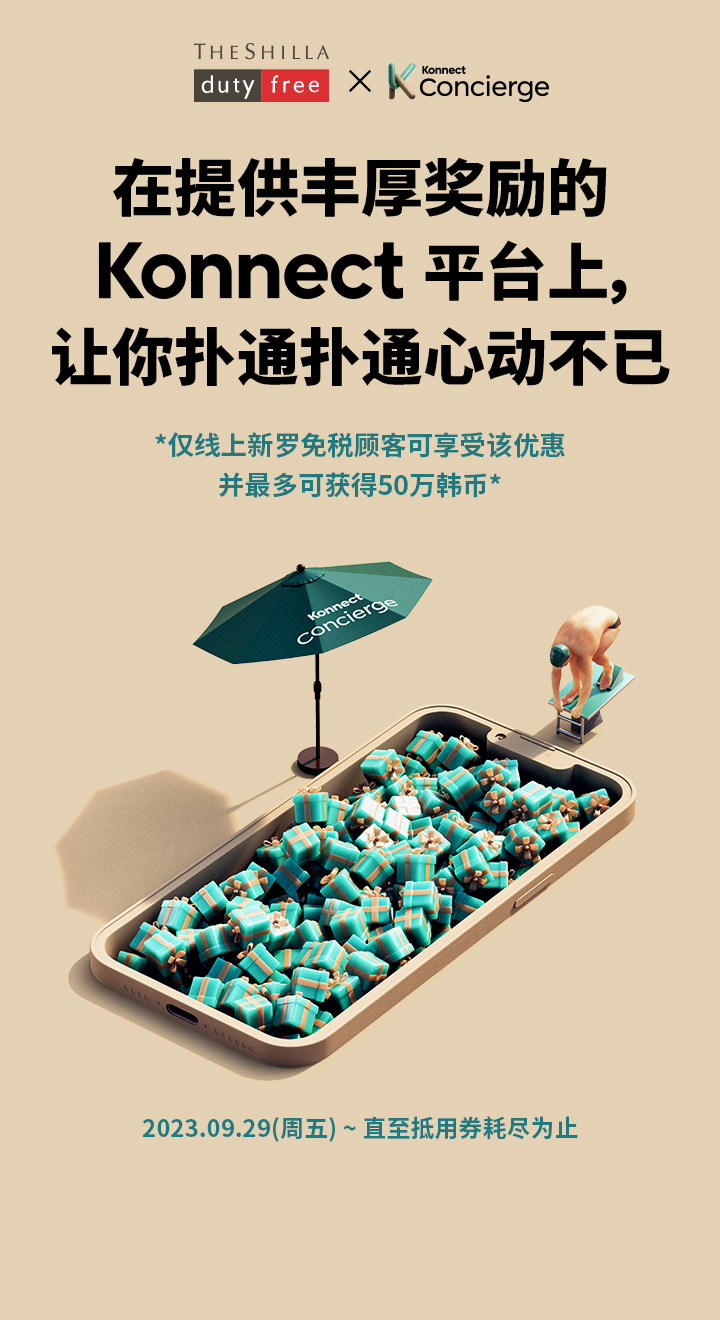 THE SHILLA
duty free
×
Konnect
Concierge
在提供丰厚奖励的
Konnect 平台上,
让你扑通扑通心动不已
*仅线上新罗免税顾客可享受该优惠
并最多可获得50万韩币*
Konnect
Concierge
2023.09.29(周五) ~ 直至抵用券耗尽为止